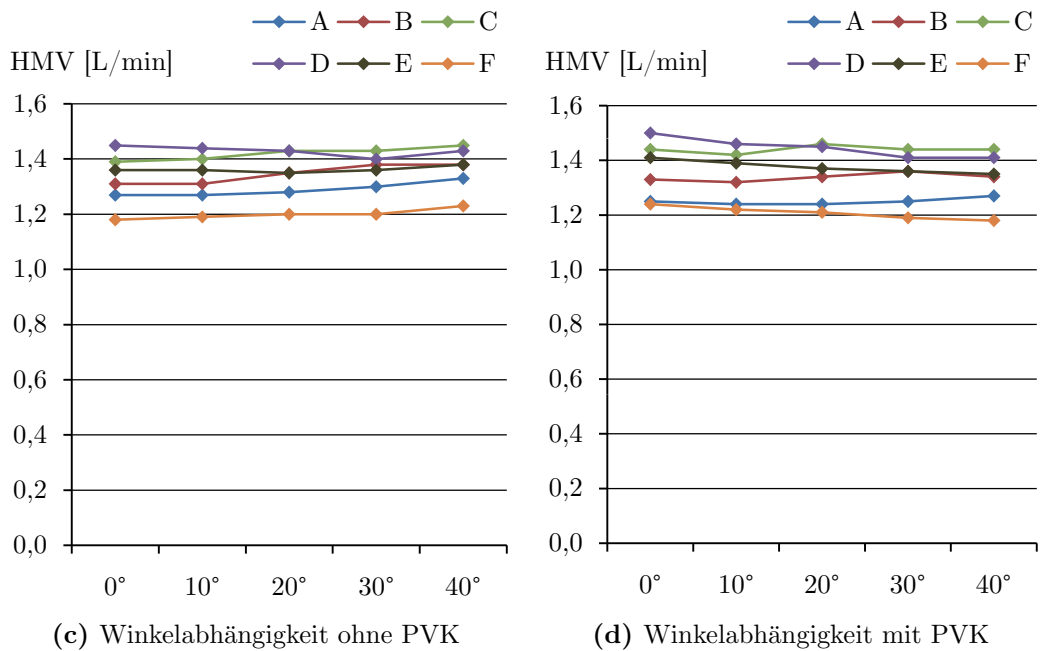 A B C
HMV [L/min] D E F
1,6
1,4
1,2
1,0
0,8
0,6
0,4
0,2
0,0
0° 10° 20° 30° 40°
(c) Winkelabhängigkeit ohne PVK
A B C
HMV [L/min] D E F
1,6
1,4
1,2
1,0
0,8
0,6
0,4
0,2
0,0
0° 10° 20° 30° 40°
(d) Winkelabhängigkeit mit PVK